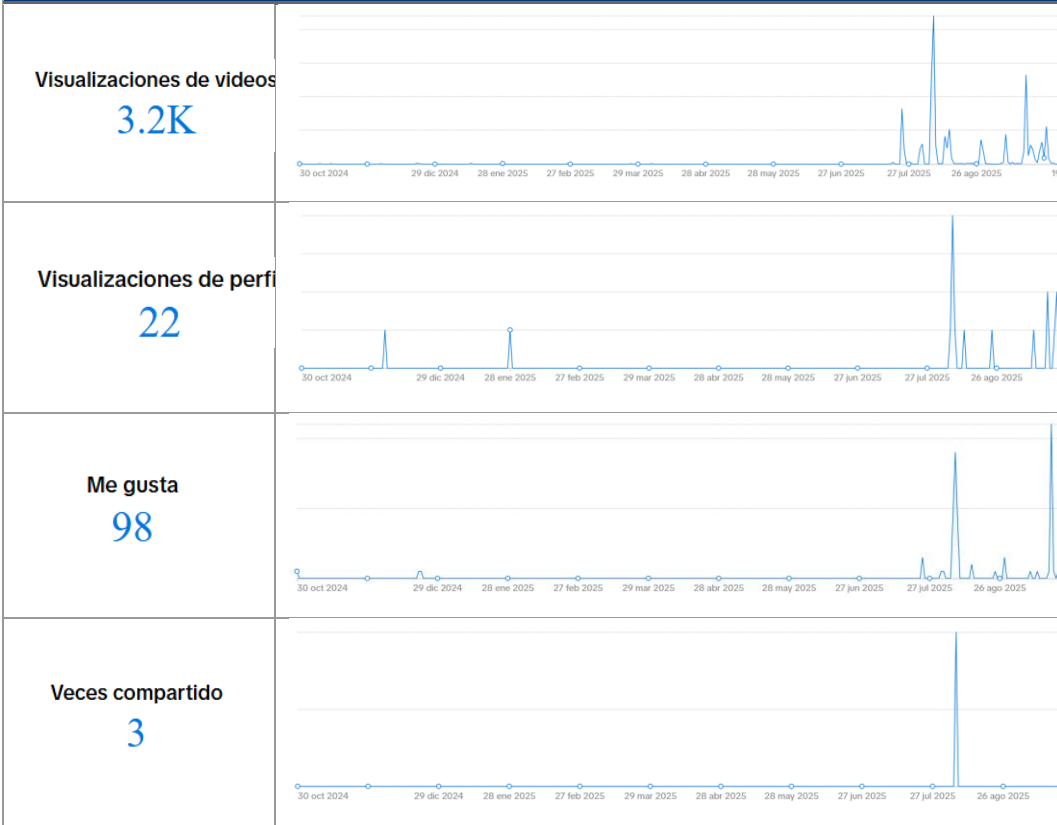 Visualizaciones de videos
3.2K
30 oct 2024 29 dic 2024 28 ene 2025 27 feb 2025 29 mar 2025 28 abr 2025 28 may 2025 27 jun 2025 27 jul 2025 26 ago 2025
Visualizaciones de perfi
22
30 oct 2024 29 dic 2024 28 ene 2025 27 feb 2025 29 mar 2025 28 abr 2025 28 may 2025 27 jun 2025 27 jul 2025 26 ago 2025
Me gusta
98
30 oct 2024 29 dic 2024 28 ene 2025 27 feb 2025 29 mar 2025 28 abr 2025 28 may 2025 27 jun 2025 27 jul 2025 26 ago 2025
Veces compartido
3
30 oct 2024 29 dic 2024 28 ene 2025 27 feb 2025 29 mar 2025 28 abr 2025 28 may 2025 27 jun 2025 27 jul 2025 26 ago 2025